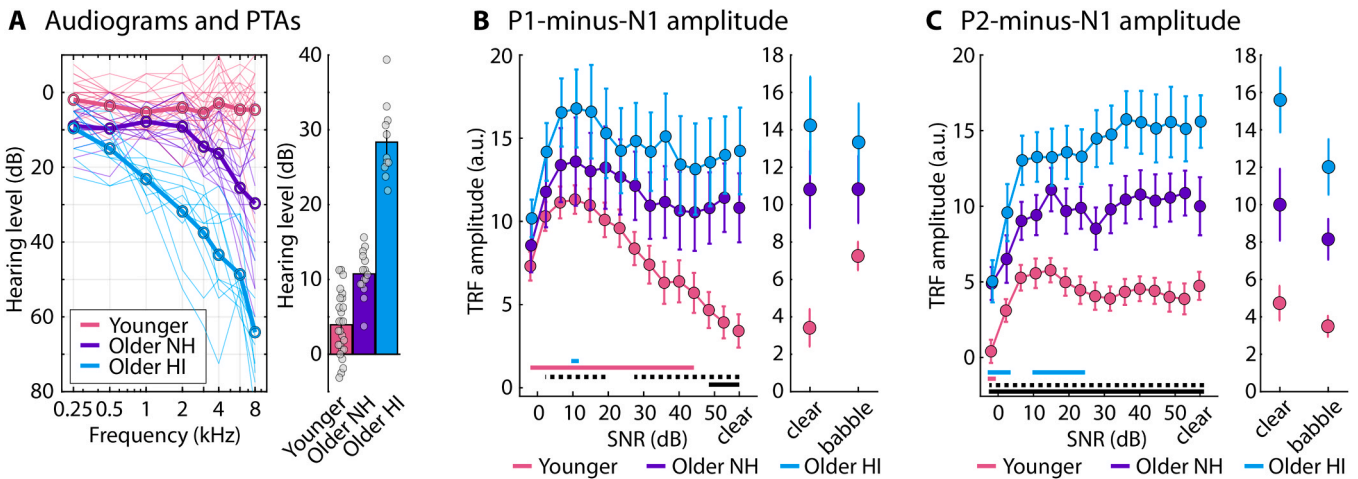 A Audiograms and PTAs
Hearing level (dB)
0
20
40
60
80
Younger
Older NH
Older HI
0.25 0.5 1 2 4 8
Frequency (kHz)
Hearing level (dB)
40
30
20
10
0
Younger
Older NH
Older HI
B P1-minus-N1 amplitude
TRF amplitude (a.u.)
20
15
10
5
0
0 10 20 30 40 50 clear
SNR (dB)
18
16
14
12
10
8
6
4
2
0
clear
babble
Younger Older NH Older HI
C P2-minus-N1 amplitude
TRF amplitude (a.u.)
20
15
10
5
0
0 10 20 30 40 50 clear
SNR (dB)
18
16
14
12
10
8
6
4
2
0
clear
babble
Younger Older NH Older HI